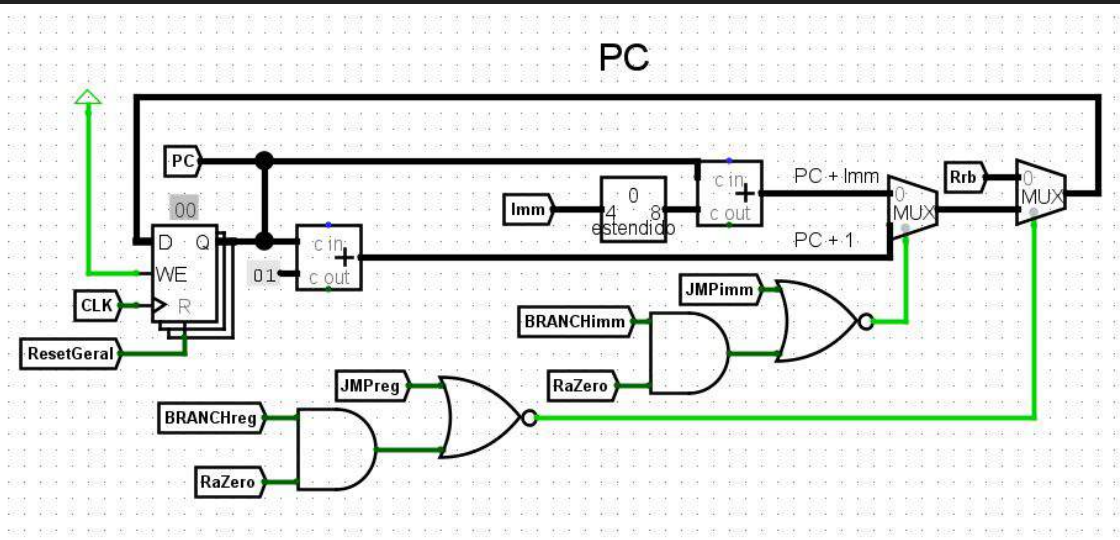 PC
PC
00
D Q
WE
R
CLK
ResetGeral
c in
+
c out
01
Imm
0
4 8
estendido
c in
+
c out
PC + Imm
PC + 1
0
MUX
Rrb
0
MUX
JMPimm
BRANCHimm
RaZero
JMPreg
BRANCHreg
RaZero